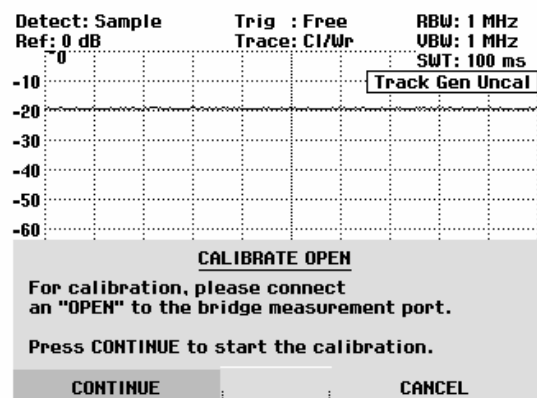 Detect: Sample Trig : Free RBW: 1 MHz
Ref: 0 dB Trace: Cl/Wr VBW: 1 MHz
0 SWT: 100 ms
Track Gen Uncal
-10
-20
-30
-40
-50
-60
CALIBRATE OPEN
For calibration, please connect
an "OPEN" to the bridge measurement port.
Press CONTINUE to start the calibration.
CONTINUE CANCEL